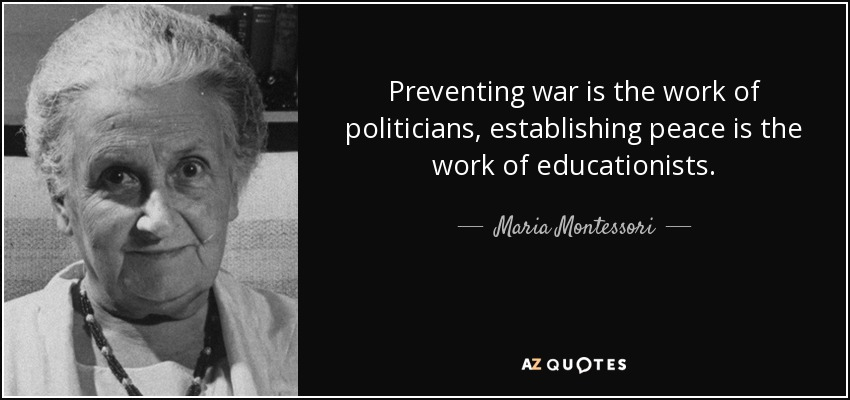 Preventing war is the work of
politicians, establishing peace is the
work of educationists.
Maria Montessori
AZ QUOTES